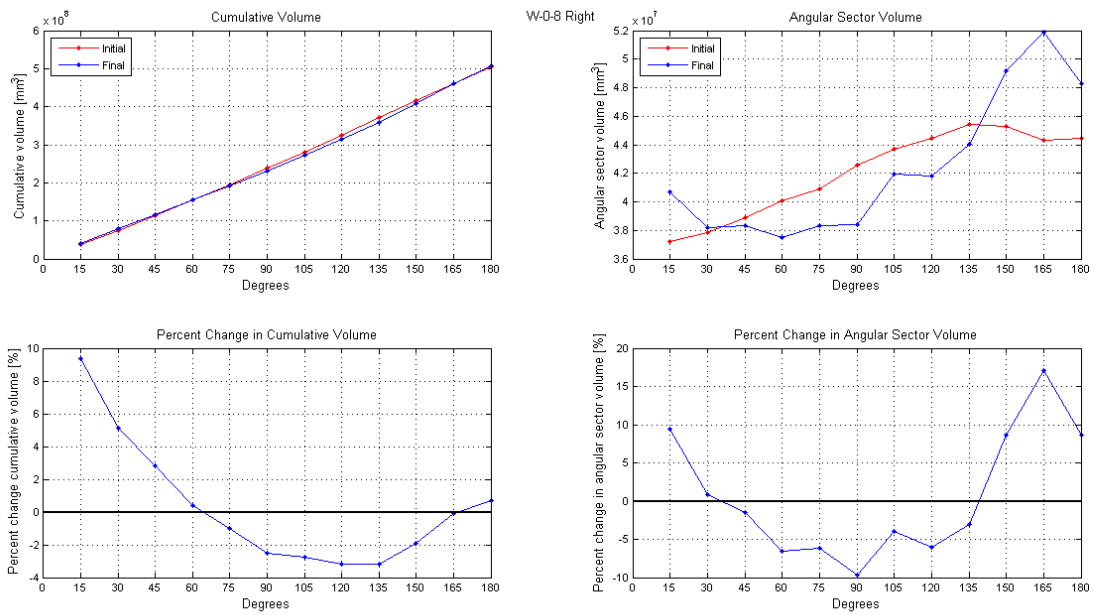 W-0-8 Right
Cumulative Volume
x 10^8
Cumulative volume [mm³]
6
5
4
3
2
1
0
Initial
Final
0 15 30 45 60 75 90 105 120 135 150 165 180
Degrees
Angular Sector Volume
x 10^7
Angular sector volume [mm³]
5.2
5
4.8
4.6
4.4
4.2
4
3.8
3.6
Initial
Final
0 15 30 45 60 75 90 105 120 135 150 165 180
Degrees
Percent Change in Cumulative Volume
Percent change cumulative volume [%]
10
8
6
4
2
0
-2
-4
0 15 30 45 60 75 90 105 120 135 150 165 180
Degrees
Percent Change in Angular Sector Volume
Percent change in angular sector volume [%]
20
15
10
5
0
-5
-10
0 15 30 45 60 75 90 105 120 135 150 165 180
Degrees